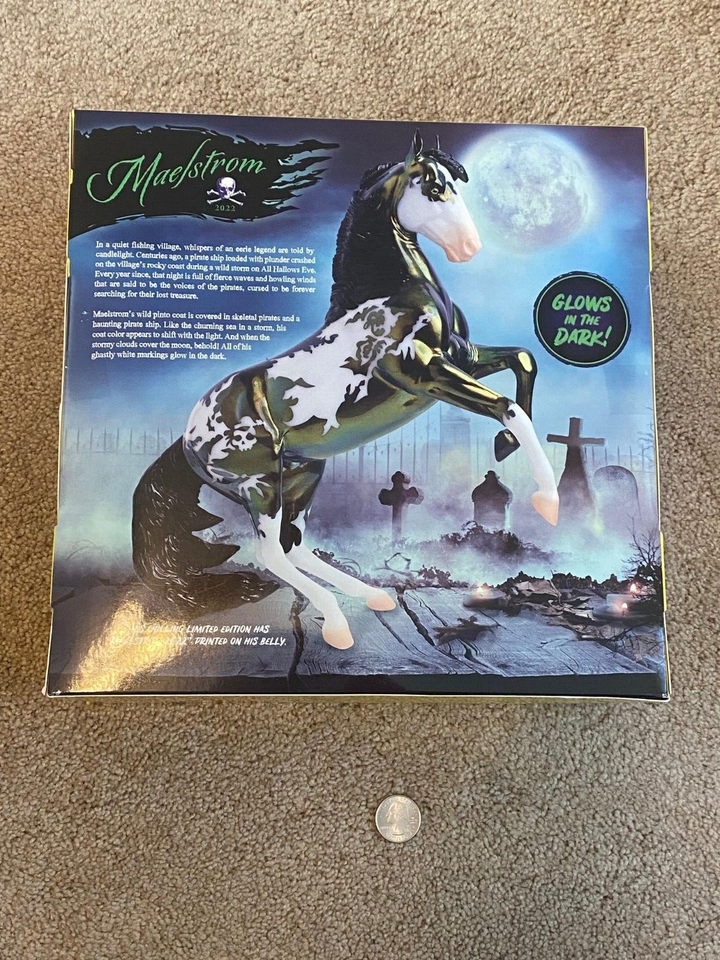 Maelstrom
2022
In a quiet fishing village, whispers of an eerie legend are told by
candlelight. Centuries ago, a pirate ship loaded with plunder crashed
on the village's rocky coast during a wild storm on All Hallows Eve.
Every year since, that night is full of fierce waves and howling winds
that are said to be the voices of the pirates, cursed to be forever
searching for their lost treasure.
Maelstrom's wild pinto coat is covered in skeletal pirates and a
haunting pirate ship. Like the churning sea in a storm, his
coat color appears to shift with the light. And when the
stormy clouds cover the moon, behold! All of his
ghastly white markings glow in the dark.
GLOWS
IN THE
DARK!
LIMITED EDITION HAS
PRINTED ON HIS BELLY.